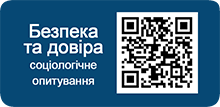 Безпека
та довіра
соціологічне
опитування